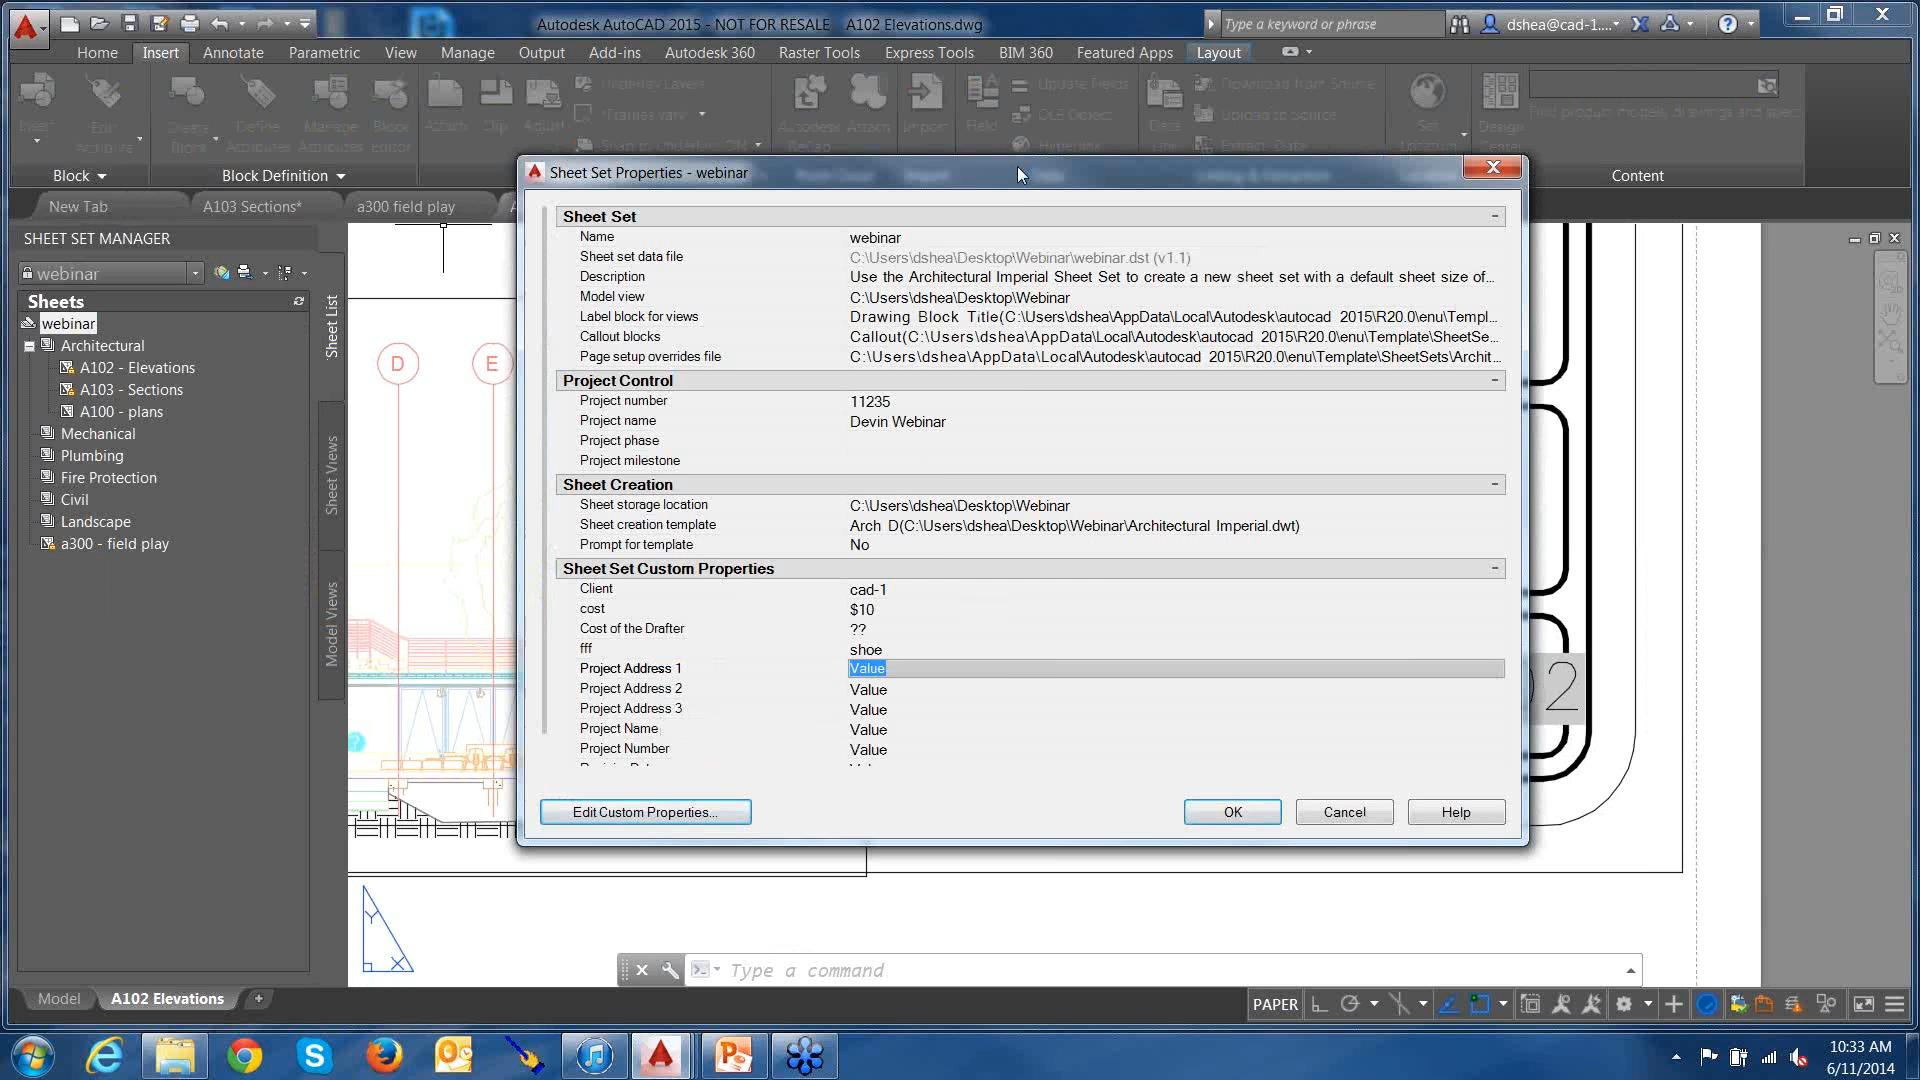 Autodesk AutoCAD 2015 - NOT FOR RESALE    A102 Elevations.dwg
Type a keyword or phrase
dshea@cad-1....
Home Insert Annotate Parametric View Manage Output Add-ins Autodesk 360 Raster Tools Express Tools BIM 360 Featured Apps Layout
Block
Block Definition
Content
New Tab
A103 Sections*
a300 field play
SHEET SET MANAGER
webinar
Sheets
webinar
Architectural
A102 - Elevations
A103 - Sections
A100 - plans
Mechanical
Plumbing
Fire Protection
Civil
Landscape
a300 - field play
Sheet List
Sheet Views
Model Views
D
E
Sheet Set Properties - webinar
Sheet Set
Name webinar
Sheet set data file C:\Users\dshea\Desktop\Webinar\webinar.dst (v1.1)
Description Use the Architectural Imperial Sheet Set to create a new sheet set with a default sheet size of...
Model view C:\Users\dshea\Desktop\Webinar
Label block for views Drawing Block Title(C:\Users\dshea\AppData\Local\Autodesk\autocad 2015\R20.0\enu\Templ...
Callout blocks Callout(C:\Users\dshea\AppData\Local\Autodesk\autocad 2015\R20.0\enu\Template\SheetSe...
Page setup overrides file C:\Users\dshea\AppData\Local\Autodesk\autocad 2015\R20.0\enu\Template\SheetSets\Archit...
Project Control
Project number 11235
Project name Devin Webinar
Project phase
Project milestone
Sheet Creation
Sheet storage location C:\Users\dshea\Desktop\Webinar
Sheet creation template Arch D(C:\Users\dshea\Desktop\Webinar\Architectural Imperial.dwt)
Prompt for template No
Sheet Set Custom Properties
Client cad-1
cost $10
Cost of the Drafter ??
fff shoe
Project Address 1 Value
Project Address 2 Value
Project Address 3 Value
Project Name Value
Project Number Value
Edit Custom Properties...
OK
Cancel
Help
Y
X
Type a command
Model
A102 Elevations
PAPER
10:33 AM
6/11/2014